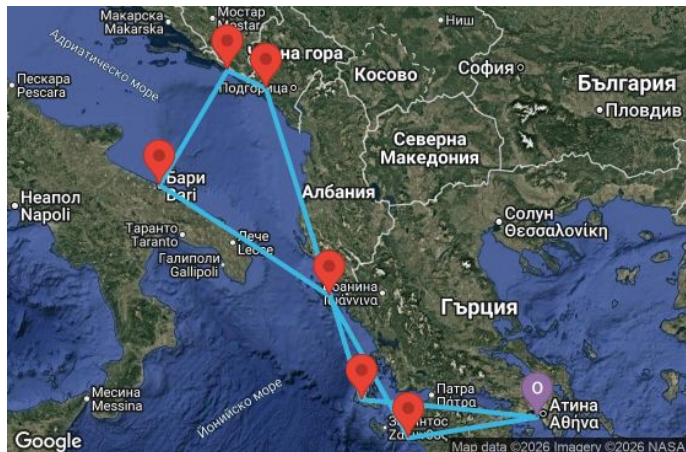 Макарска
Makarska
Мостар
Mostar
Ниш
Адриатическо море
гора
Косово
София
Пескара
Pescara
Подгорица
България
Пловдив
Северна
Македония
Бари
Bari
Неапол
Napoli
Албания
Солун
Θεσσαλονίκη
Таранто
Taranto
Лече
Lecce
Галиполи
Gallipoli
Ιωάννινα
Гърция
Месина
Messina
Йонийско море
Патра
Πάτρα
O
Атина
Αθήνα
Google
Map data ©2026 Imagery ©2026 NASA